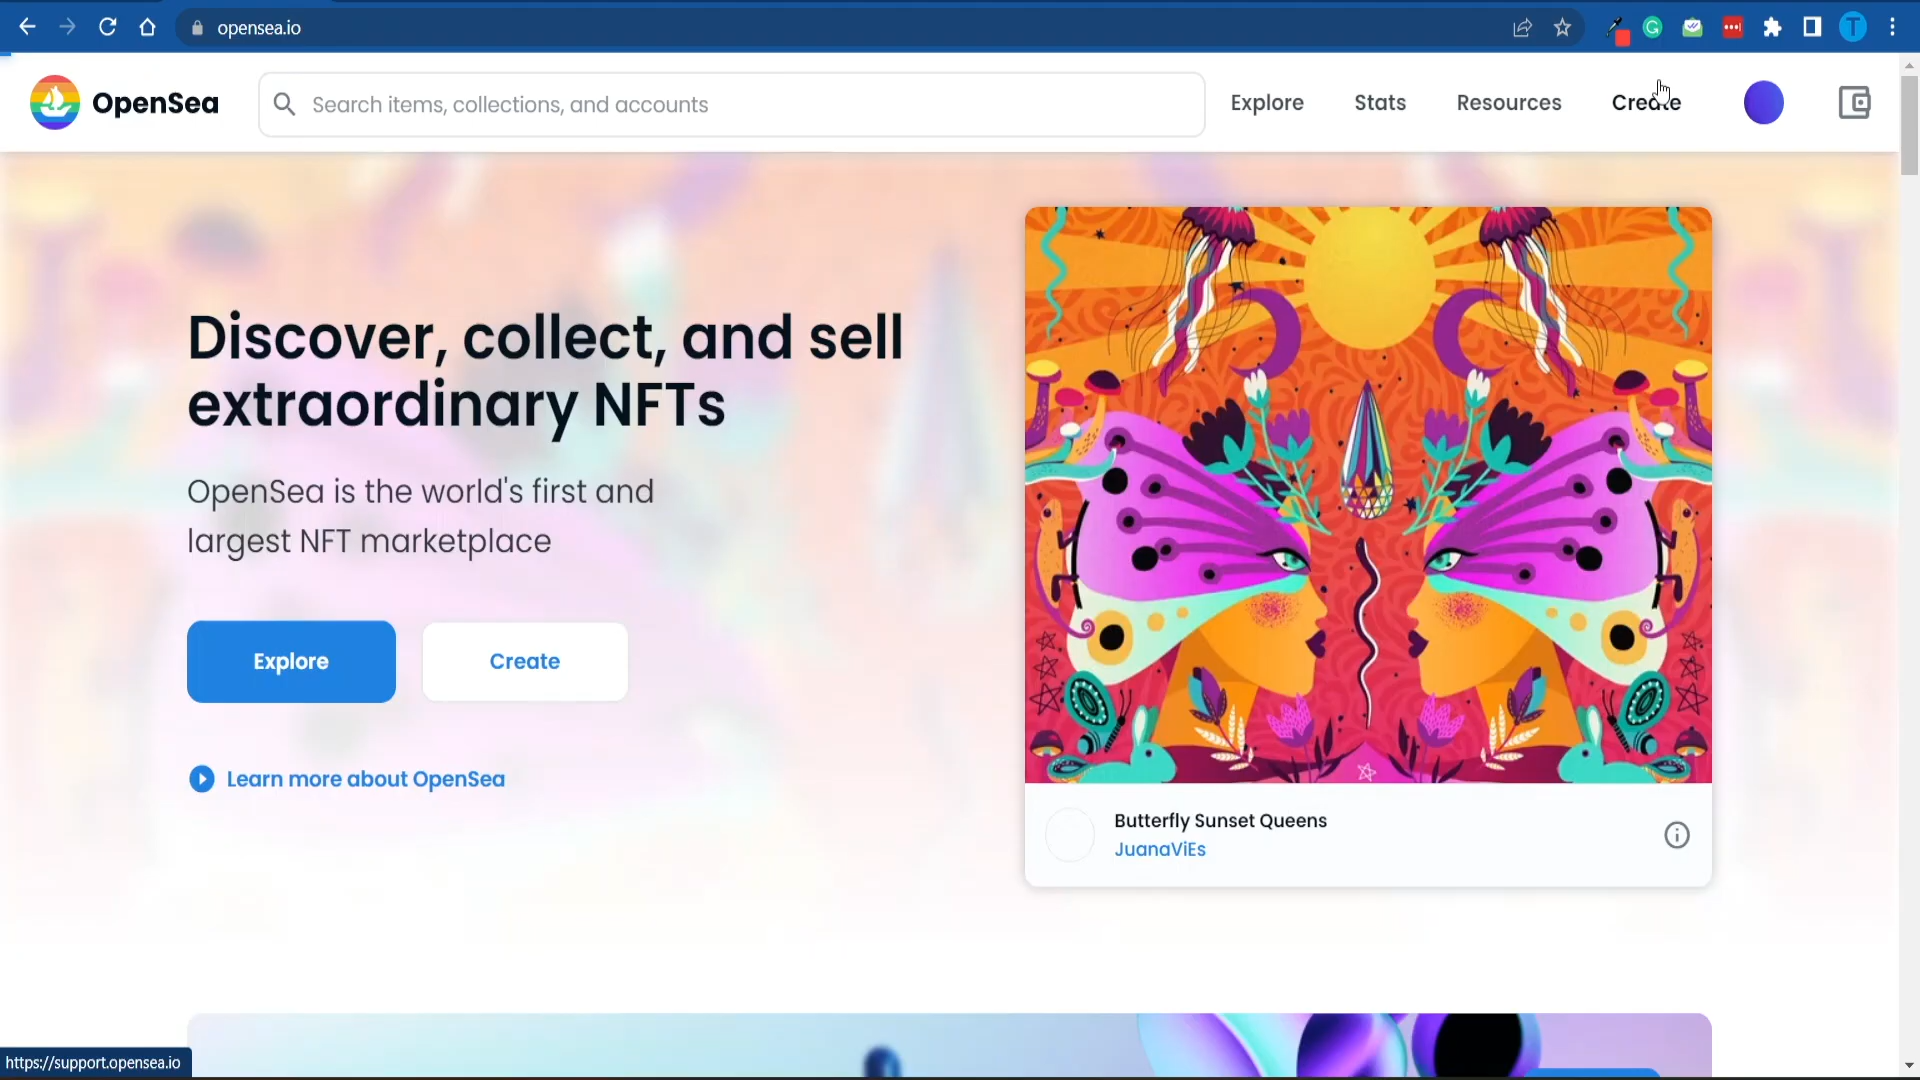 opensea.io
T
OpenSea
Search items, collections, and accounts
Explore
Stats
Resources
Create
Discover, collect, and sell
extraordinary NFTs
OpenSea is the world's first and
largest NFT marketplace
Explore
Create
Learn more about OpenSea
Butterfly Sunset Queens
JuanaViEs
https://support.opensea.io